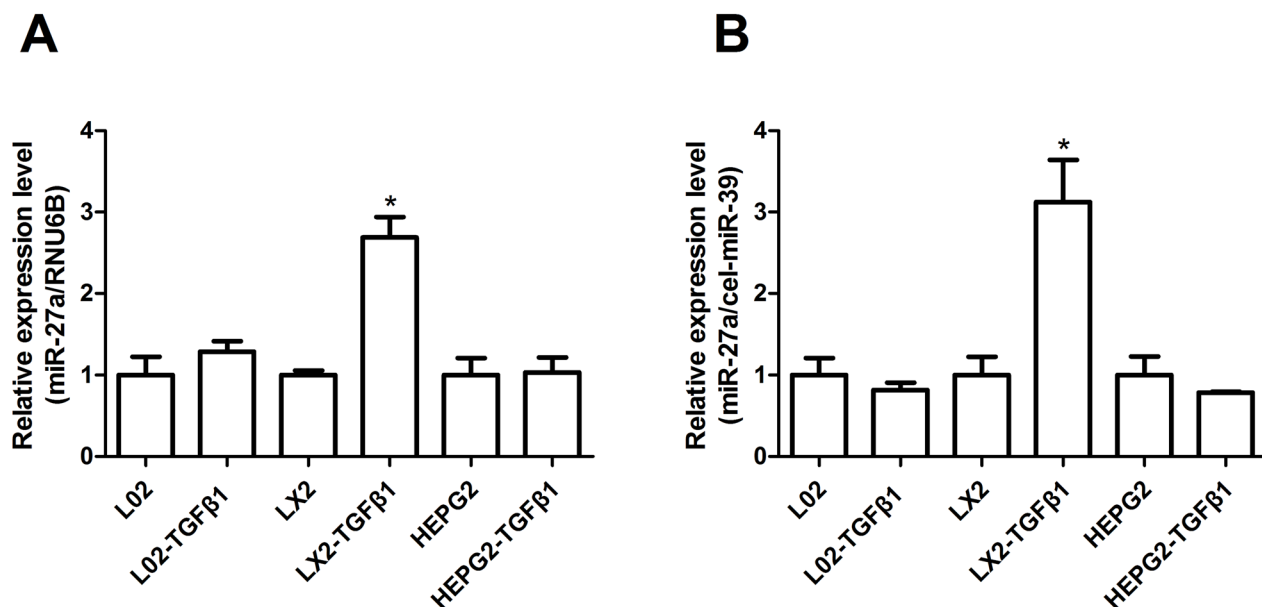 A
Relative expression level
(miR-27a/RNU6B)
4
3
2
1
0
*
L02
L02-TGFβ1
LX2
LX2-TGFβ1
HEPG2
HEPG2-TGFβ1
B
Relative expression level
(miR-27a/cel-miR-39)
4
3
2
1
0
*
L02
L02-TGFβ1
LX2
LX2-TGFβ1
HEPG2
HEPG2-TGFβ1